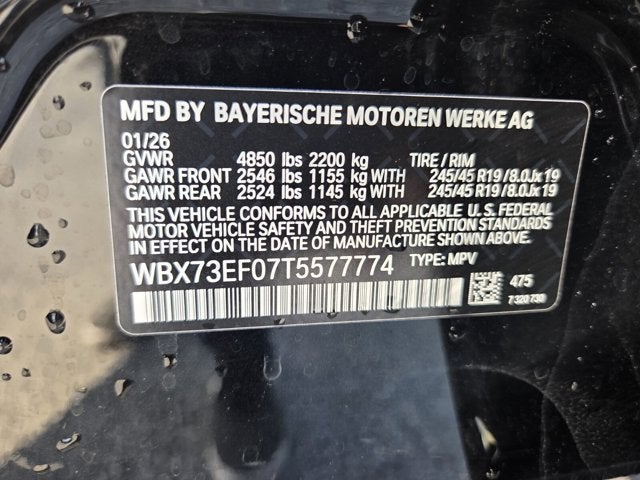 MFD BY BAYERISCHE MOTOREN WERKE AG
01/26
GVWR 4850 lbs 2200 kg TIRE / RIM
GAWR FRONT 2546 lbs 1155 kg WITH 245/45 R19/8.0Jx19
GAWR REAR 2524 lbs 1145 kg WITH 245/45 R19/8.0Jx19
THIS VEHICLE CONFORMS TO ALL APPLICABLE U. S. FEDERAL
MOTOR VEHICLE SAFETY AND THEFT PREVENTION STANDARDS
IN EFFECT ON THE DATE OF MANUFACTURE SHOWN ABOVE.
WBX73EF07T5577774 TYPE: MPV
475
7 320 730